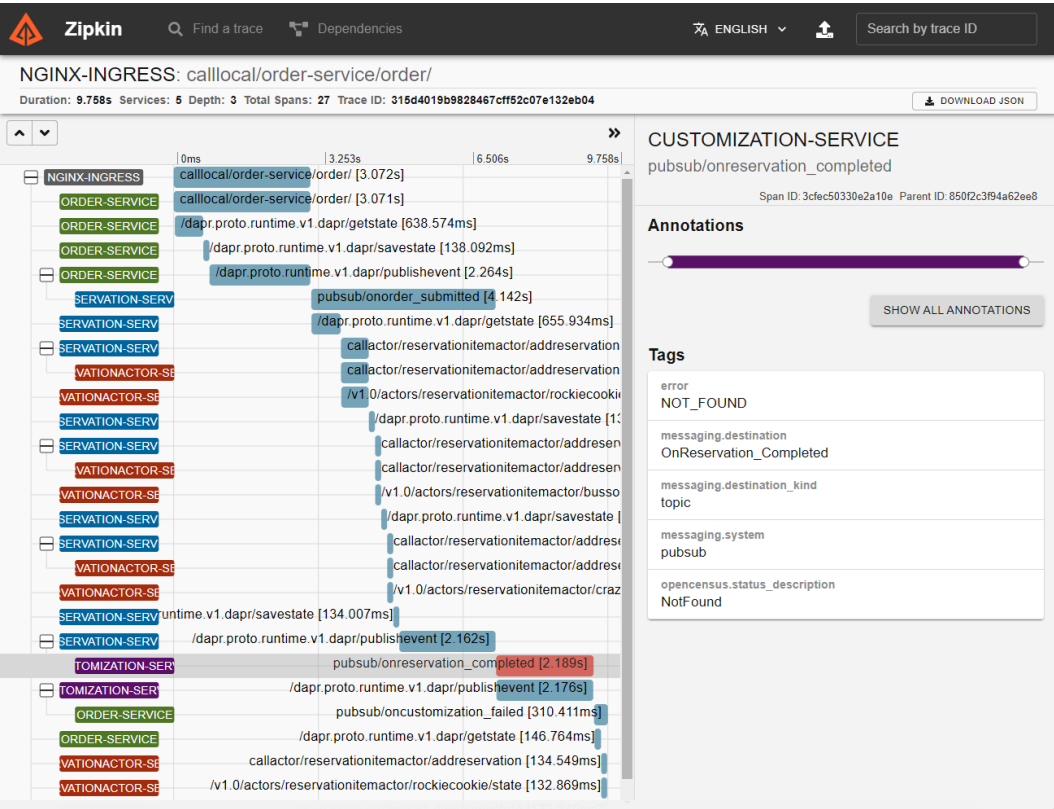 Zipkin Find a trace Dependencies ENGLISH Search by trace ID
NGINX-INGRESS: calllocal/order-service/order/
Duration: 9.758s Services: 5 Depth: 3 Total Spans: 27 Trace ID: 315d4019b9828467cff52c07e132eb04
DOWNLOAD JSON
0ms 3.253s 6.506s 9.758s
NGINX-INGRESS calllocal/order-service/order/ [3.072s]
ORDER-SERVICE calllocal/order-service/order/ [3.071s]
ORDER-SERVICE /dapr.proto.runtime.v1.dapr/getstate [638.574ms]
ORDER-SERVICE /dapr.proto.runtime.v1.dapr/savestate [138.092ms]
ORDER-SERVICE /dapr.proto.runtime.v1.dapr/publishevent [2.264s]
SERVATION-SERV pubsub/onorder_submitted [4.142s]
SERVATION-SERV /dapr.proto.runtime.v1.dapr/getstate [655.934ms]
SERVATION-SERV callactor/reservationitemactor/addreservation
VATIONACTOR-SE callactor/reservationitemactor/addreservation
VATIONACTOR-SE /v1.0/actors/reservationitemactor/rockiecooki
SERVATION-SERV /dapr.proto.runtime.v1.dapr/savestate [13
SERVATION-SERV callactor/reservationitemactor/addreserv
VATIONACTOR-SE callactor/reservationitemactor/addreserv
VATIONACTOR-SE /v1.0/actors/reservationitemactor/busso
SERVATION-SERV /dapr.proto.runtime.v1.dapr/savestate [
SERVATION-SERV callactor/reservationitemactor/addrese
VATIONACTOR-SE callactor/reservationitemactor/addrese
VATIONACTOR-SE /v1.0/actors/reservationitemactor/craz
SERVATION-SERV runtime.v1.dapr/savestate [134.007ms]
SERVATION-SERV /dapr.proto.runtime.v1.dapr/publishevent [2.162s]
TOMIZATION-SERV pubsub/onreservation_completed [2.189s]
TOMIZATION-SERV /dapr.proto.runtime.v1.dapr/publishevent [2.176s]
ORDER-SERVICE pubsub/oncustomization_failed [310.411ms]
ORDER-SERVICE /dapr.proto.runtime.v1.dapr/getstate [146.764ms]
VATIONACTOR-SE callactor/reservationitemactor/addreservation [134.549ms]
VATIONACTOR-SE /v1.0/actors/reservationitemactor/rockiecookie/state [132.869ms]
CUSTOMIZATION-SERVICE
pubsub/onreservation_completed
Span ID: 3cfec50330e2a10e Parent ID: 850f2c3f94a62ee8
Annotations
SHOW ALL ANNOTATIONS
Tags
error
NOT_FOUND
messaging.destination
OnReservation_Completed
messaging.destination_kind
topic
messaging.system
pubsub
opencensus.status_description
NotFound